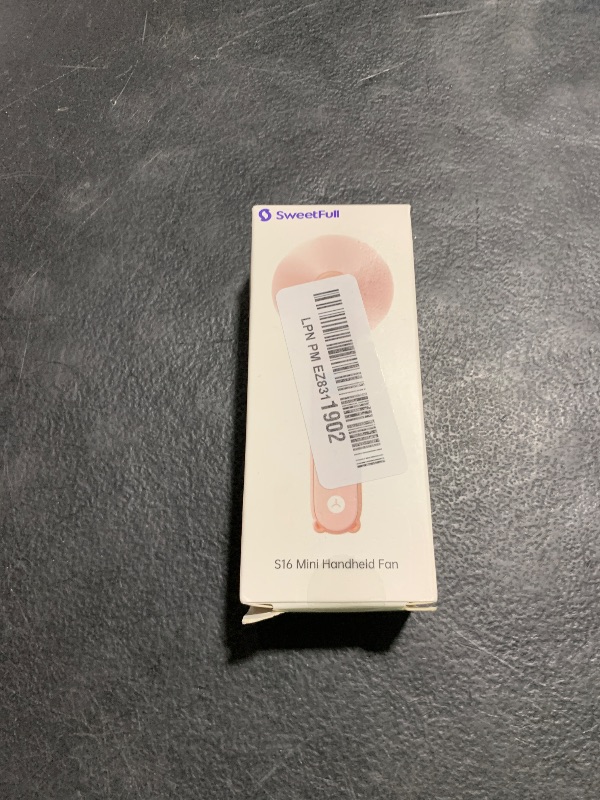 SweetFull
LPN PM EZ8311902
S16 Mini Handheld Fan